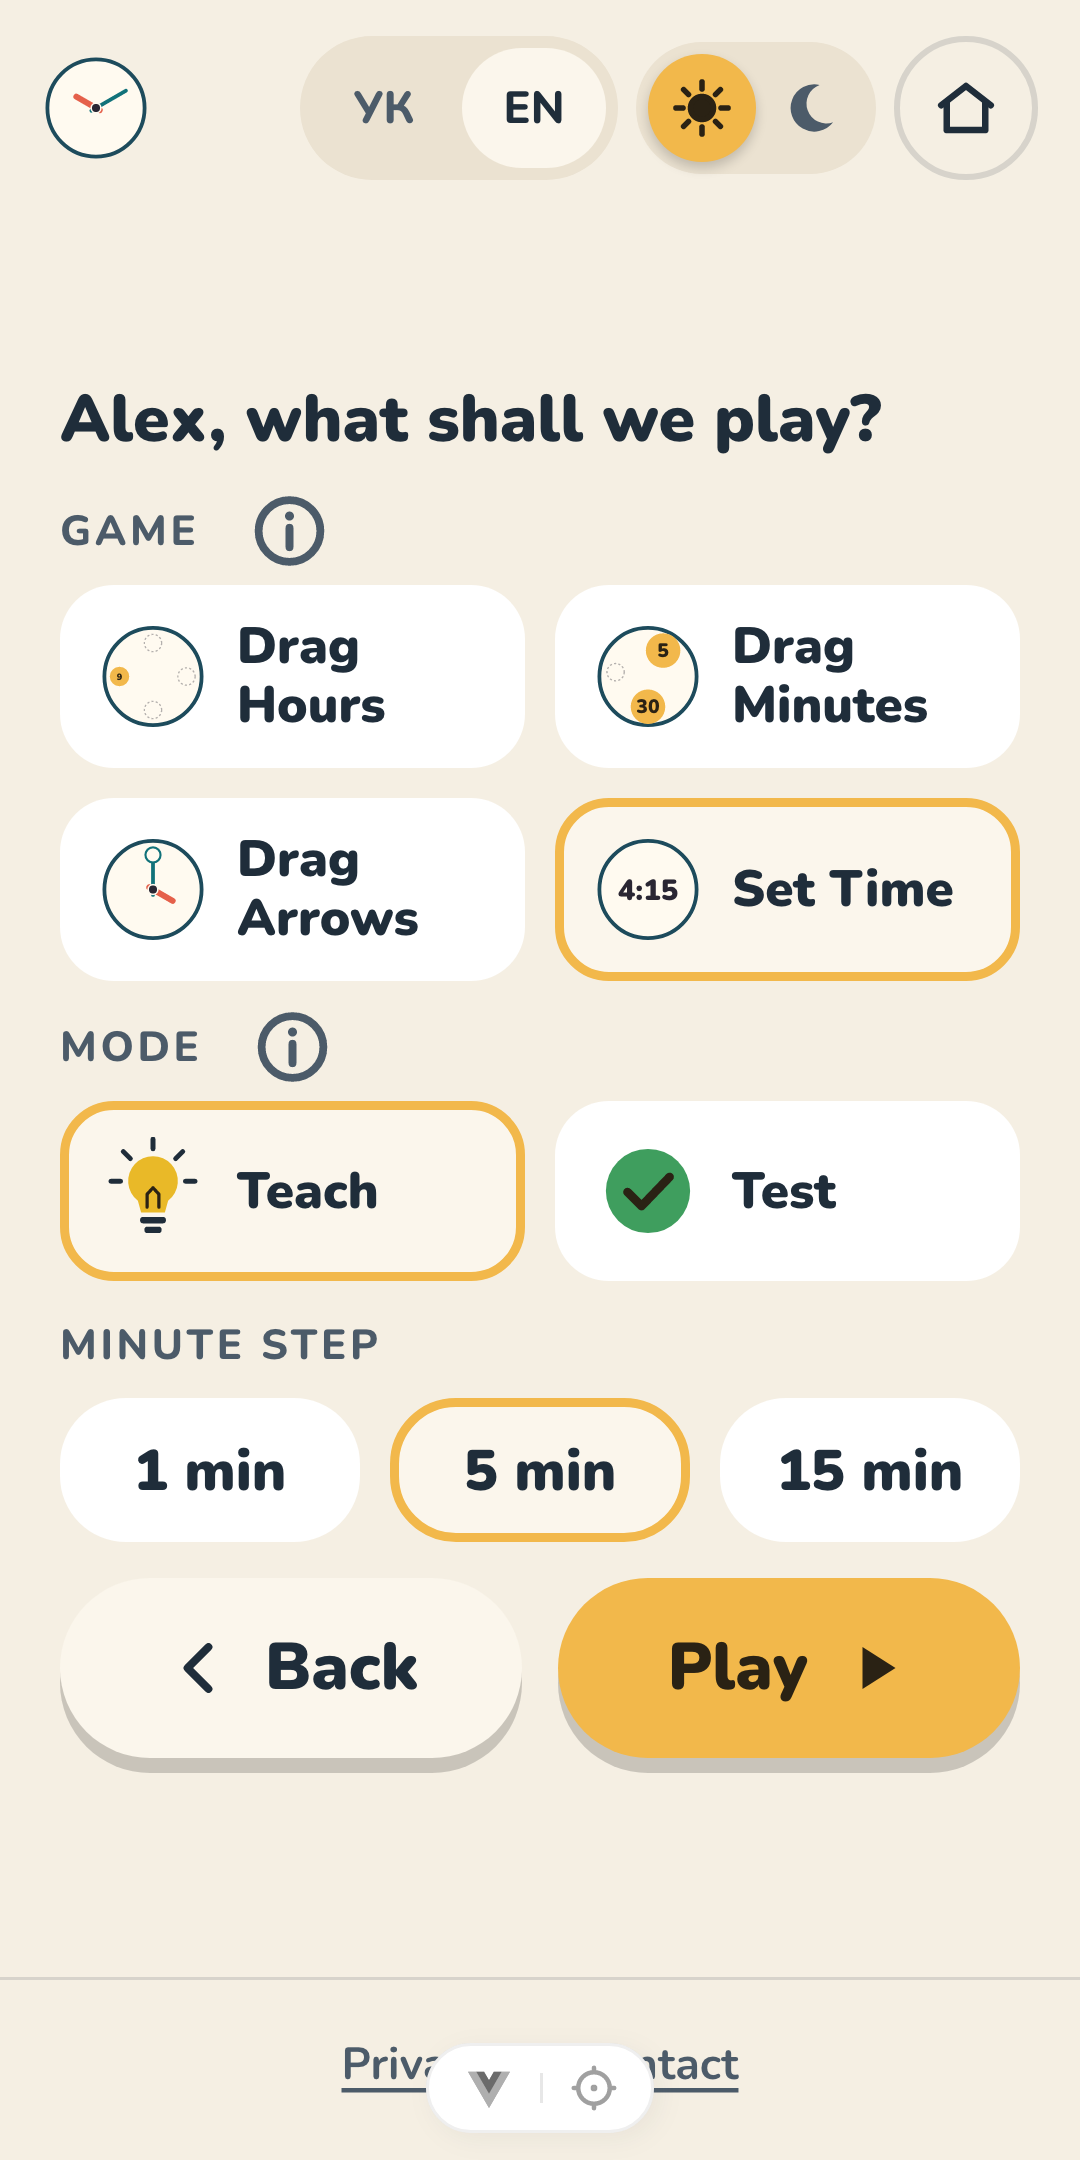 УК EN
Alex, what shall we play?
GAME
9 Drag Hours
5 30 Drag Minutes
Drag Arrows
4:15 Set Time
MODE
Teach
Test
MINUTE STEP
1 min
5 min
15 min
Back
Play